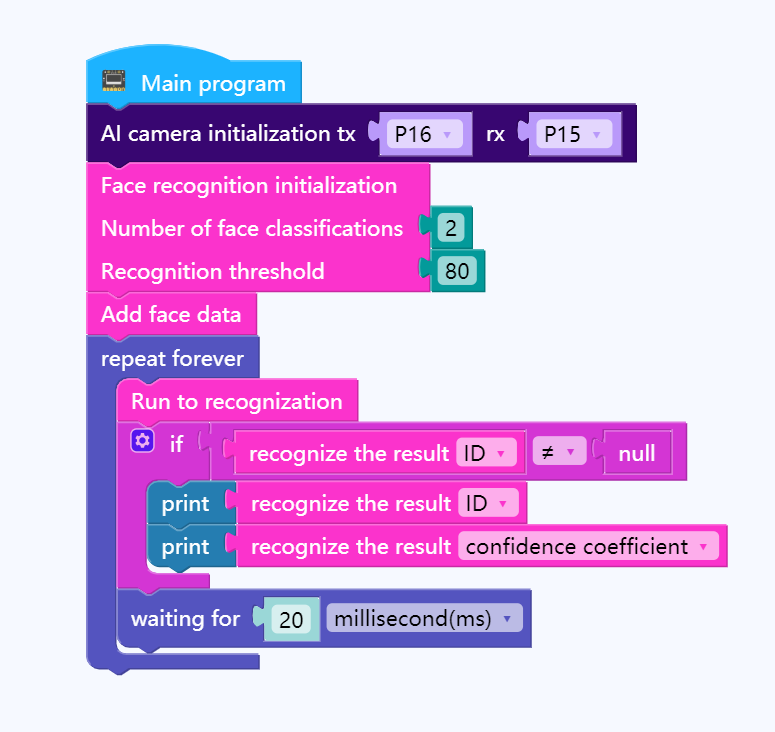 Main program
AI camera initialization tx P16 rx P15
Face recognition initialization
Number of face classifications 2
Recognition threshold 80
Add face data
repeat forever
Run to recognization
if recognize the result ID ≠ null
print recognize the result ID
print recognize the result confidence coefficient
waiting for 20 millisecond(ms)